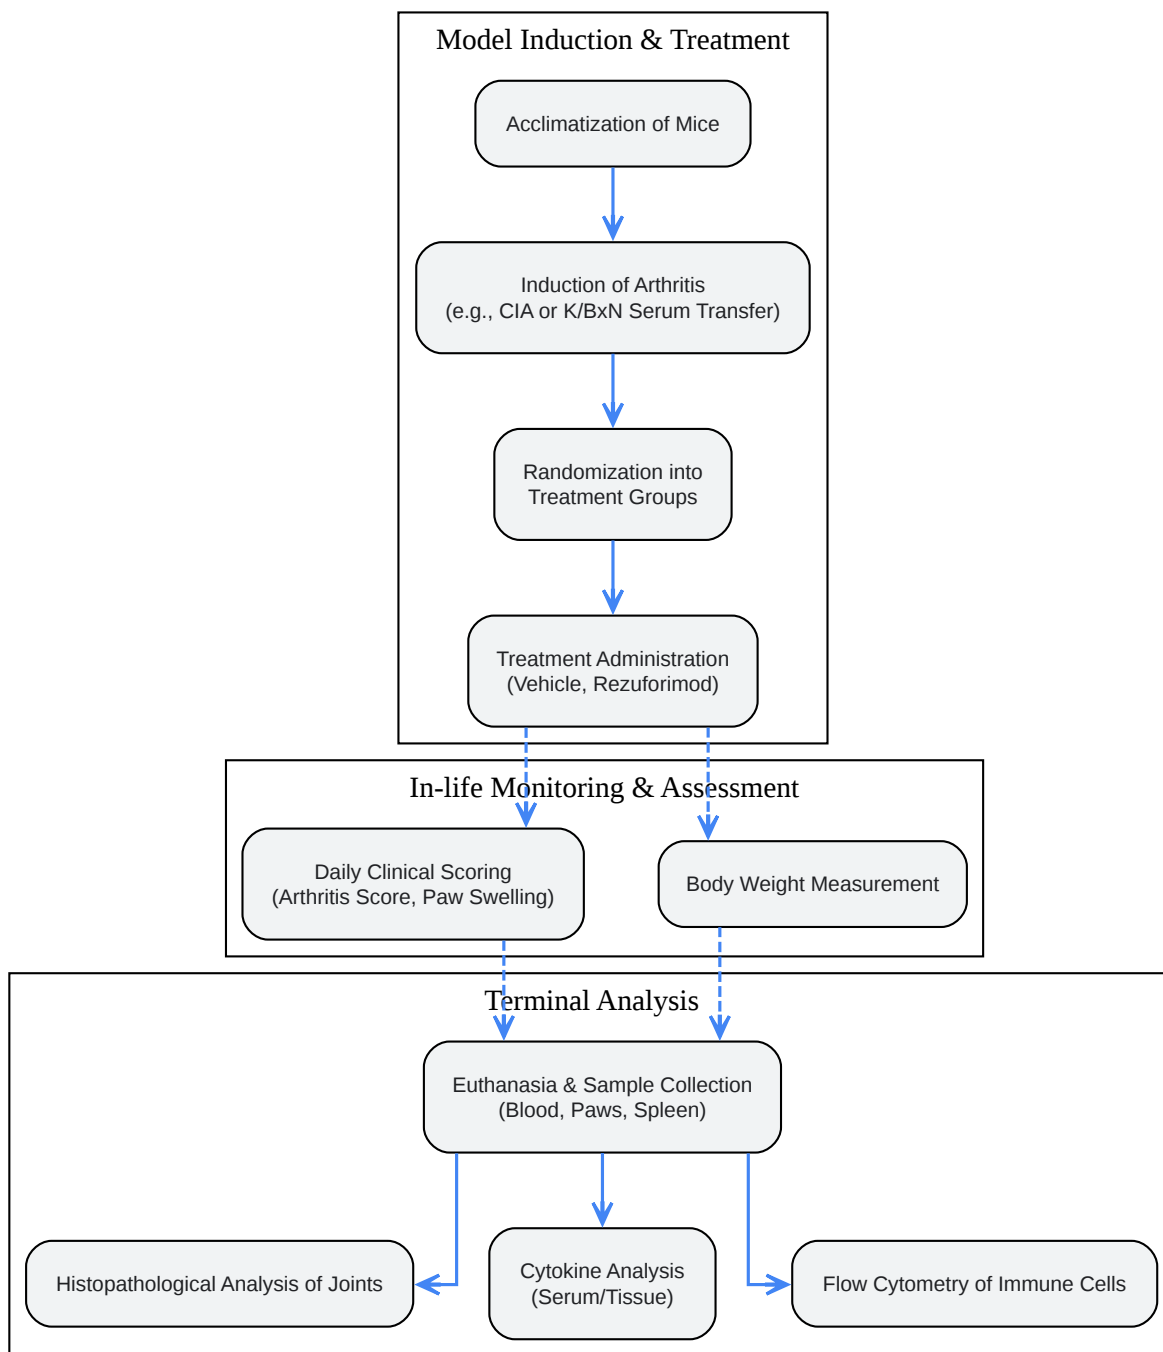 Model Induction & Treatment
Acclimatization of Mice
Induction of Arthritis
(e.g., CIA or K/BxN Serum Transfer)
Randomization into
Treatment Groups
Treatment Administration
(Vehicle, Rezuforimod)
In-life Monitoring & Assessment
Daily Clinical Scoring
(Arthritis Score, Paw Swelling)
Body Weight Measurement
Terminal Analysis
Euthanasia & Sample Collection
(Blood, Paws, Spleen)
Histopathological Analysis of Joints
Cytokine Analysis
(Serum/Tissue)
Flow Cytometry of Immune Cells